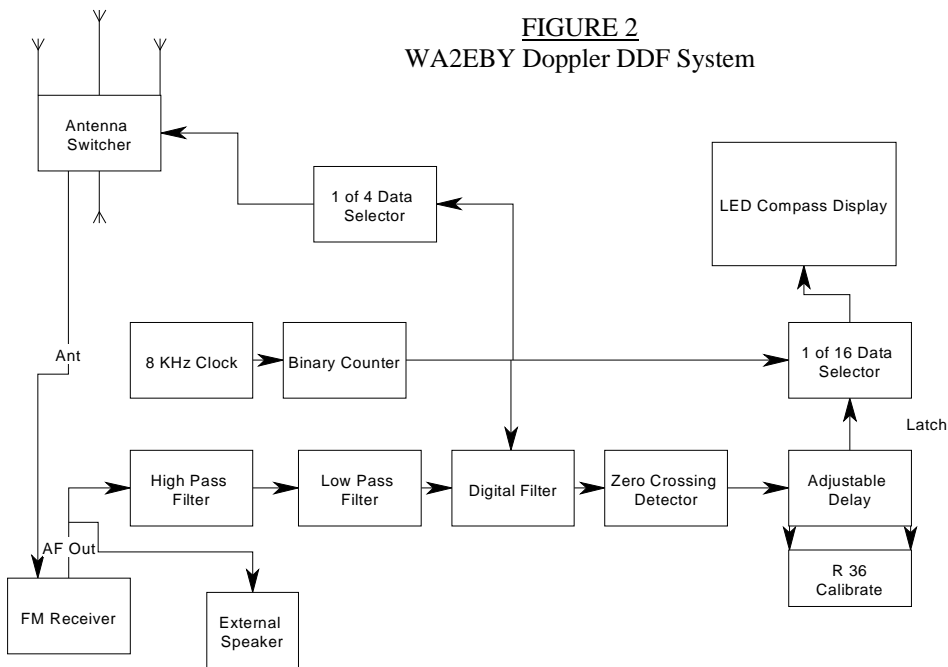 FIGURE 2
WA2EBY Doppler DDF System
Antenna
Switcher
1 of 4 Data
Selector
LED Compass Display
Ant
8 KHz Clock
Binary Counter
1 of 16 Data
Selector
Latch
High Pass
Filter
Low Pass
Filter
Digital Filter
Zero Crossing
Detector
Adjustable
Delay
AF Out
R 36
Calibrate
FM Receiver
External
Speaker